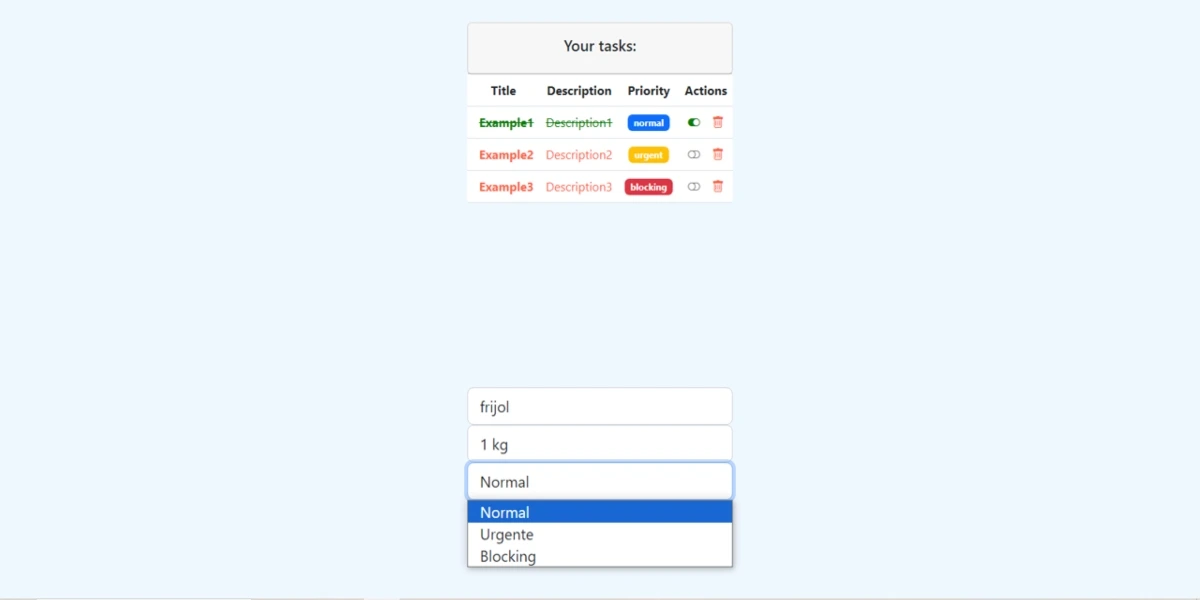 Your tasks:
Title Description Priority Actions
Example1 Description1 normal
Example2 Description2 urgent
Example3 Description3 blocking
frijol
1 kg
Normal
Normal
Urgente
Blocking